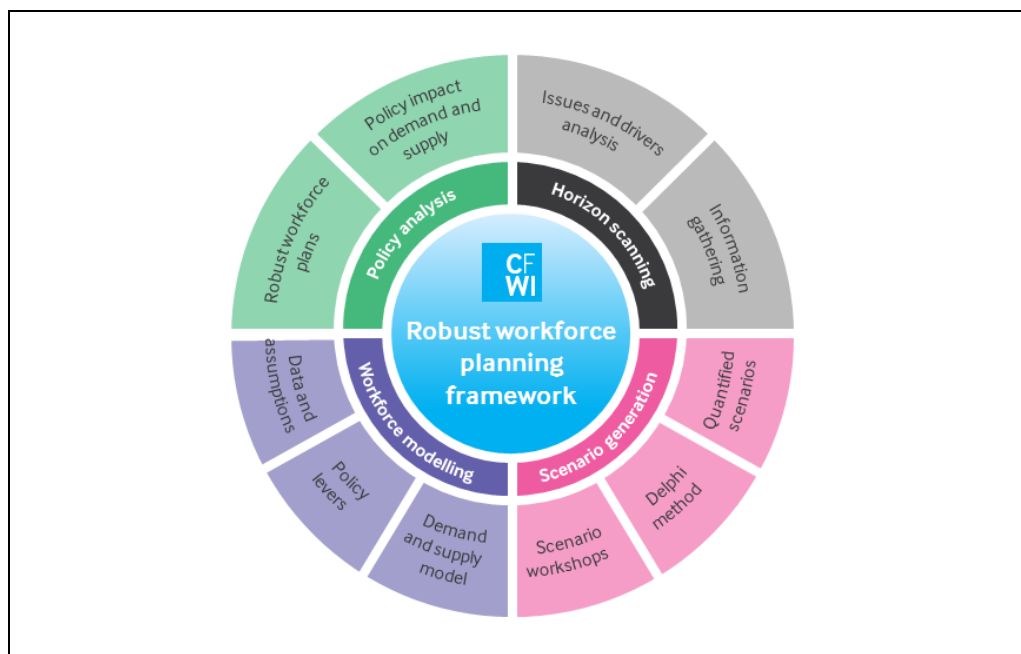 Policy impact
on demand and
supply
Issues and drivers
analysis
Robust workforce
plans
Policy analysis
Horizon scanning
Information
gathering
CF
WI
Robust workforce
planning
framework
Data and
assumptions
Workforce modelling
Scenario generation
Quantified
scenarios
Policy
levers
Delphi
method
Demand
and supply
model
Scenario
workshops